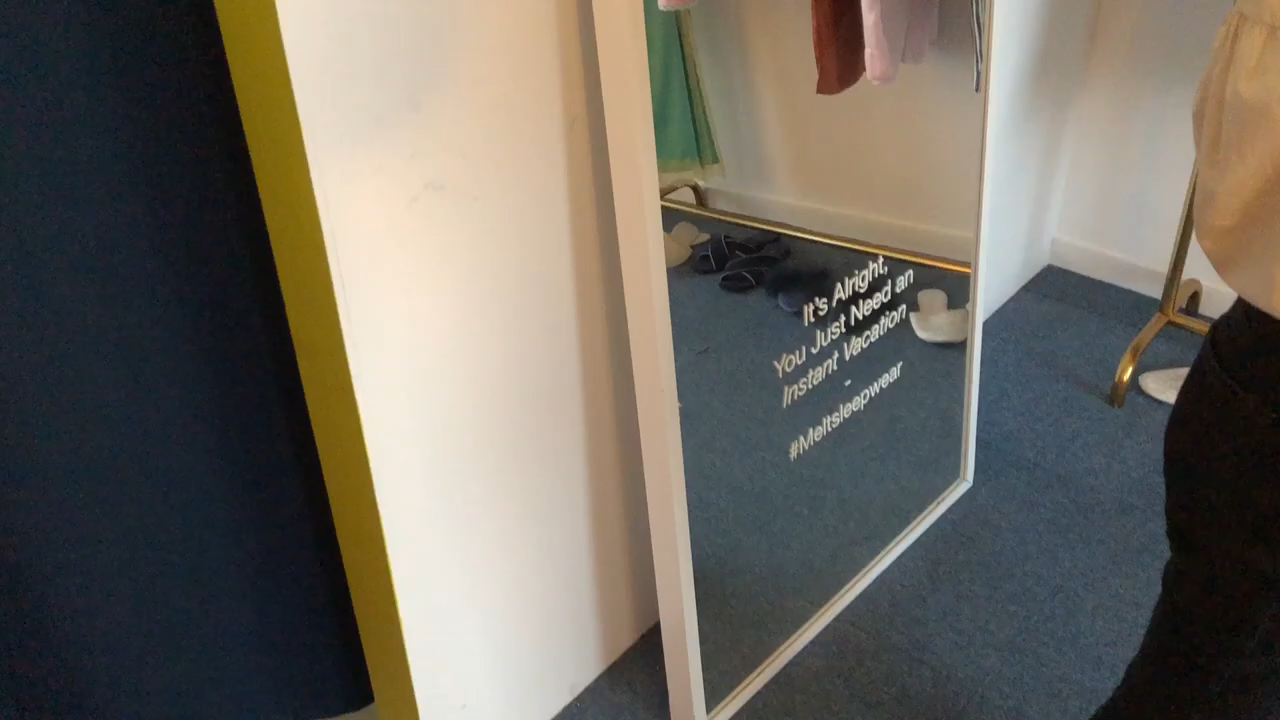 It's Alright,
You Just Need an
Instant Vacation
-
#Meltsleepwear